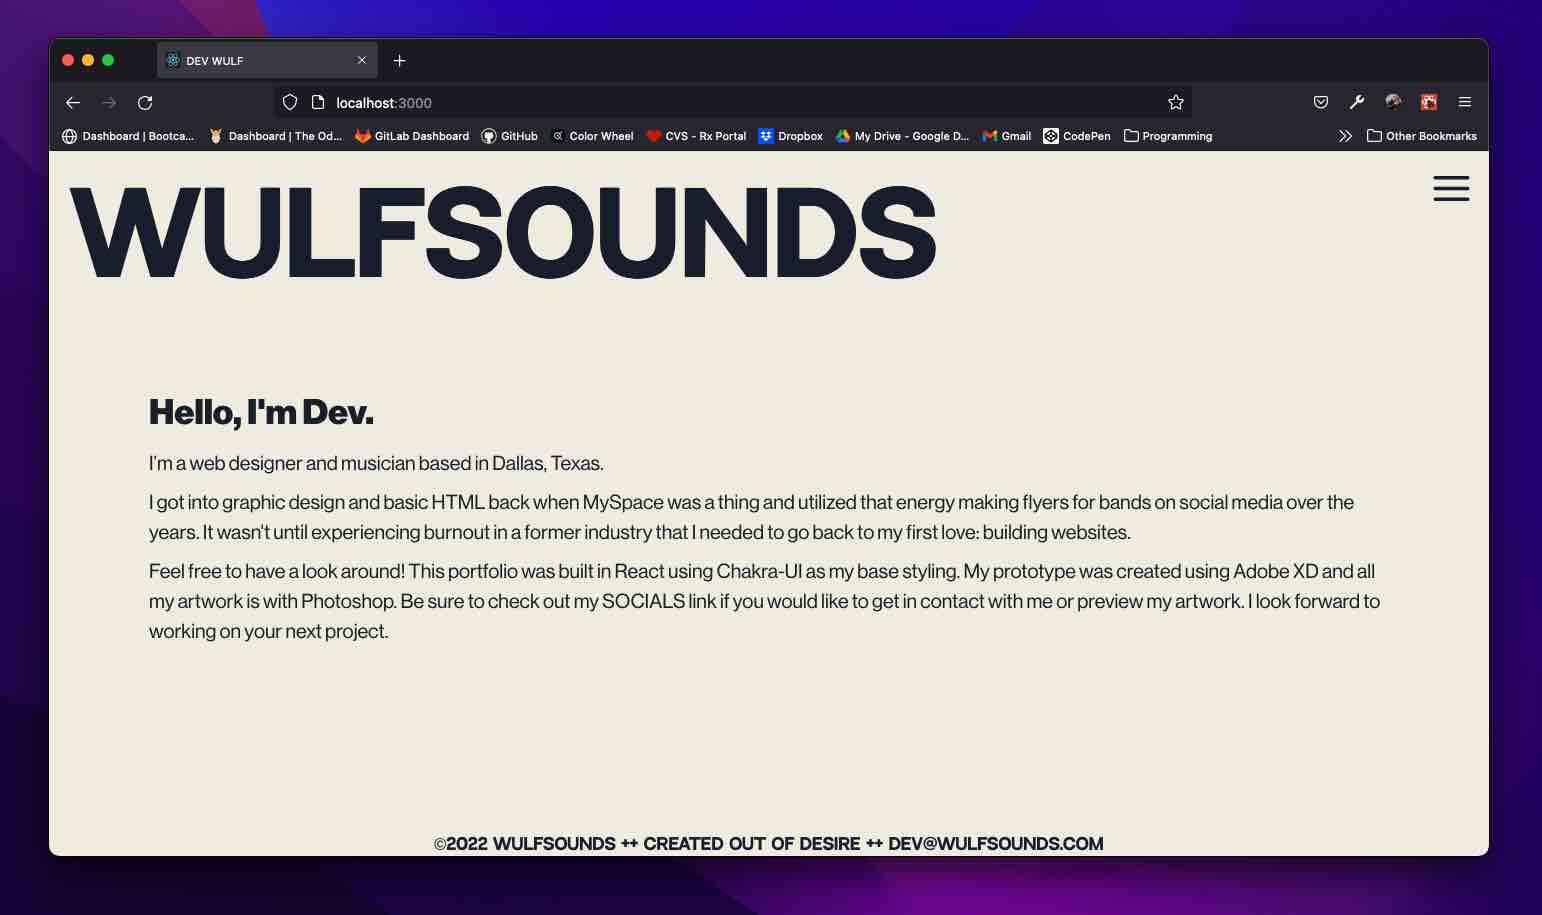 DEV WULF
localhost:3000
Dashboard | Bootca... Dashboard | The Od... GitLab Dashboard GitHub Color Wheel CVS - Rx Portal Dropbox My Drive - Google D... Gmail CodePen Programming Other Bookmarks
WULFSOUNDS
Hello, I'm Dev.
I'm a web designer and musician based in Dallas, Texas.
I got into graphic design and basic HTML back when MySpace was a thing and utilized that energy making flyers for bands on social media over the
years. It wasn't until experiencing burnout in a former industry that I needed to go back to my first love: building websites.
Feel free to have a look around! This portfolio was built in React using Chakra-UI as my base styling. My prototype was created using Adobe XD and all
my artwork is with Photoshop. Be sure to check out my SOCIALS link if you would like to get in contact with me or preview my artwork. I look forward to
working on your next project.
©2022 WULFSOUNDS ++ CREATED OUT OF DESIRE ++ DEV@WULFSOUNDS.COM